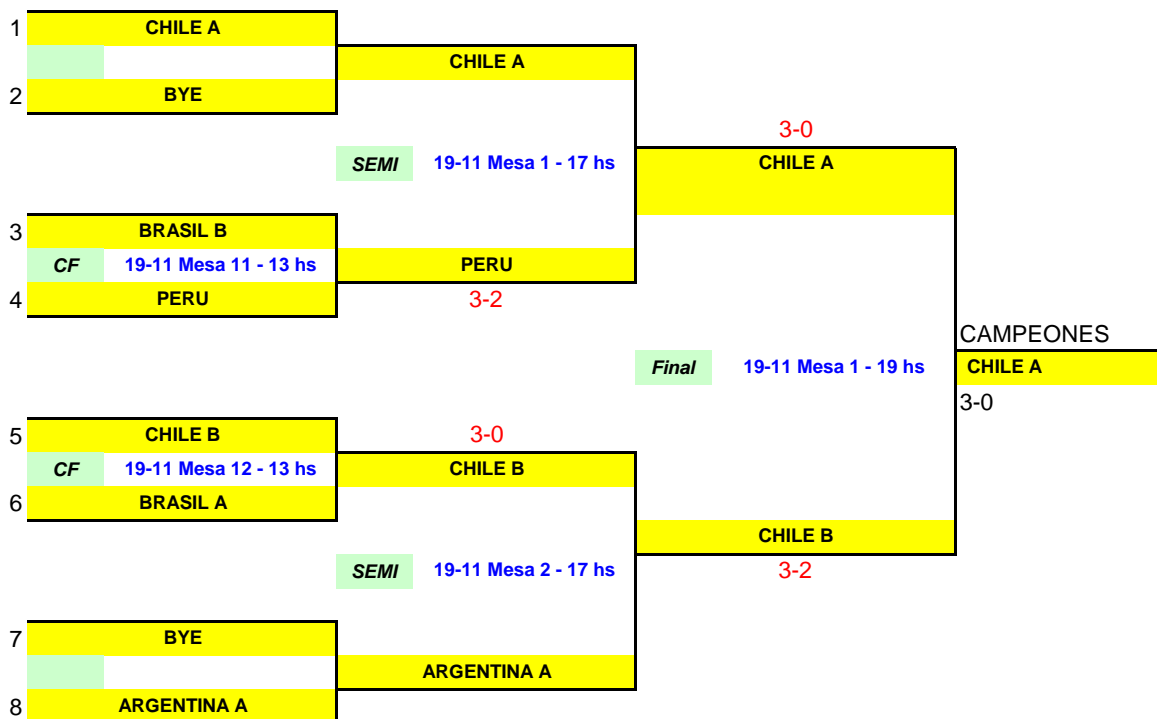 1 CHILE A
CHILE A
2 BYE
3-0
SEMI 19-11 Mesa 1 - 17 hs CHILE A
3 BRASIL B
CF 19-11 Mesa 11 - 13 hs PERU
4 PERU 3-2
CAMPEONES
Final 19-11 Mesa 1 - 19 hs CHILE A
3-0
5 CHILE B 3-0
CF 19-11 Mesa 12 - 13 hs CHILE B
6 BRASIL A
CHILE B
SEMI 19-11 Mesa 2 - 17 hs 3-2
7 BYE
ARGENTINA A
8 ARGENTINA A